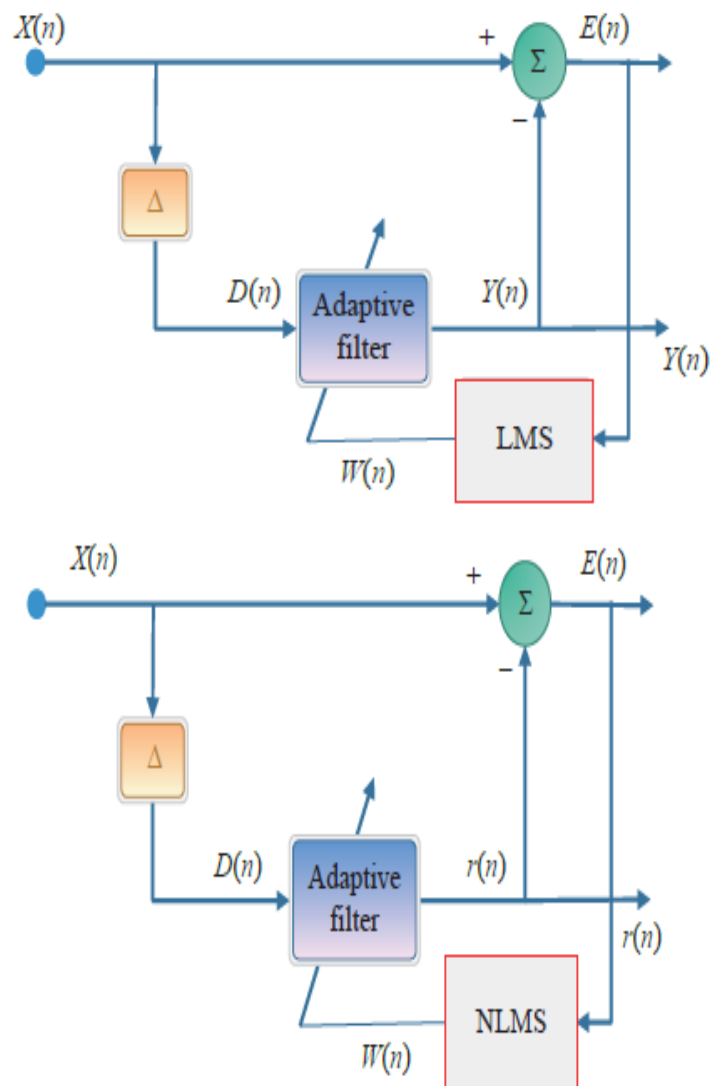 X(n)
+
Σ
E(n)
−
Δ
D(n)
Adaptive
filter
Y(n)
Y(n)
LMS
W(n)
X(n)
+
Σ
E(n)
−
Δ
D(n)
Adaptive
filter
r(n)
r(n)
NLMS
W(n)